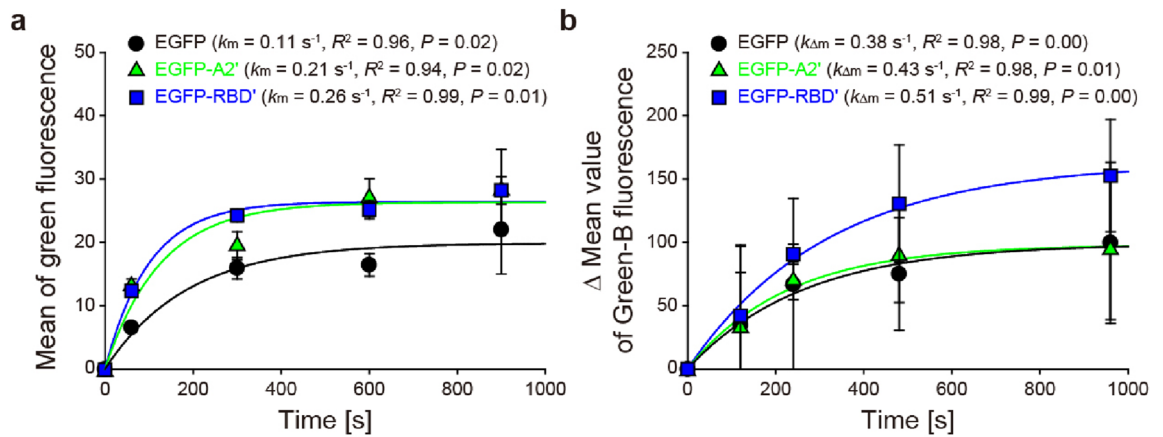 a
EGFP (km = 0.11 s-1, R2 = 0.96, P = 0.02)
EGFP-A2' (km = 0.21 s-1, R2 = 0.94, P = 0.02)
EGFP-RBD' (km = 0.26 s-1, R2 = 0.99, P = 0.01)
Mean of green fluorescence
50
40
30
20
10
0
0 200 400 600 800 1000
Time [s]
b
EGFP (kΔm = 0.38 s-1, R2 = 0.98, P = 0.00)
EGFP-A2' (kΔm = 0.43 s-1, R2 = 0.98, P = 0.01)
EGFP-RBD' (kΔm = 0.51 s-1, R2 = 0.99, P = 0.00)
Δ Mean value
of Green-B fluorescence
250
200
150
100
50
0
0 200 400 600 800 1000
Time [s]